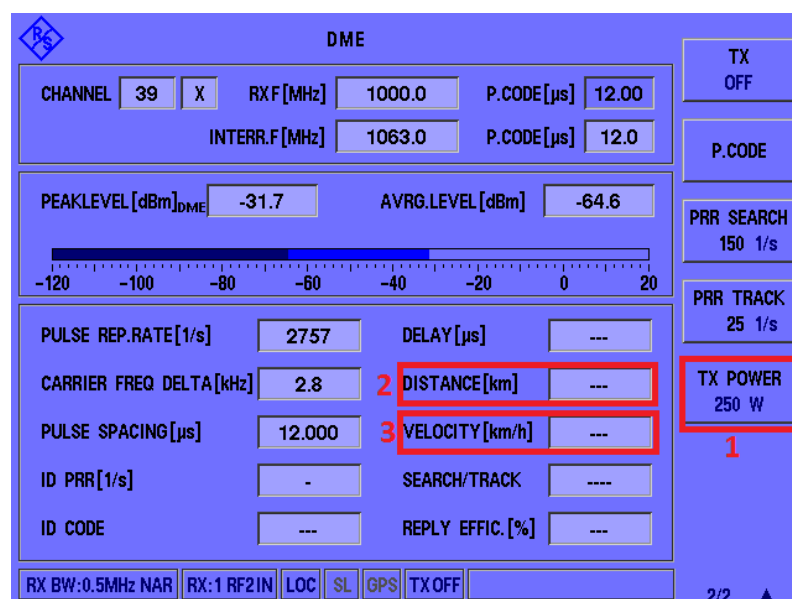 R/S
DME
CHANNEL 39 X RXF[MHz] 1000.0 P.CODE[µs] 12.00
INTERR.F[MHz] 1063.0 P.CODE[µs] 12.0
PEAKLEVEL[dBm]DME -31.7 AVRG.LEVEL[dBm] -64.6
-120 -100 -80 -60 -40 -20 0 20
PULSE REP.RATE[1/s] 2757 DELAY[µs] ---
CARRIER FREQ DELTA[kHz] 2.8 2 DISTANCE[km] ---
PULSE SPACING[µs] 12.000 3 VELOCITY[km/h] ---
ID PRR[1/s] - SEARCH/TRACK ----
ID CODE --- REPLY EFFIC.[%] ---
RX BW:0.5MHz NAR RX:1 RF2IN LOC SL GPS TXOFF
TX
OFF
P.CODE
PRR SEARCH
150 1/s
PRR TRACK
25 1/s
TX POWER
250 W
1
2/2 ▲